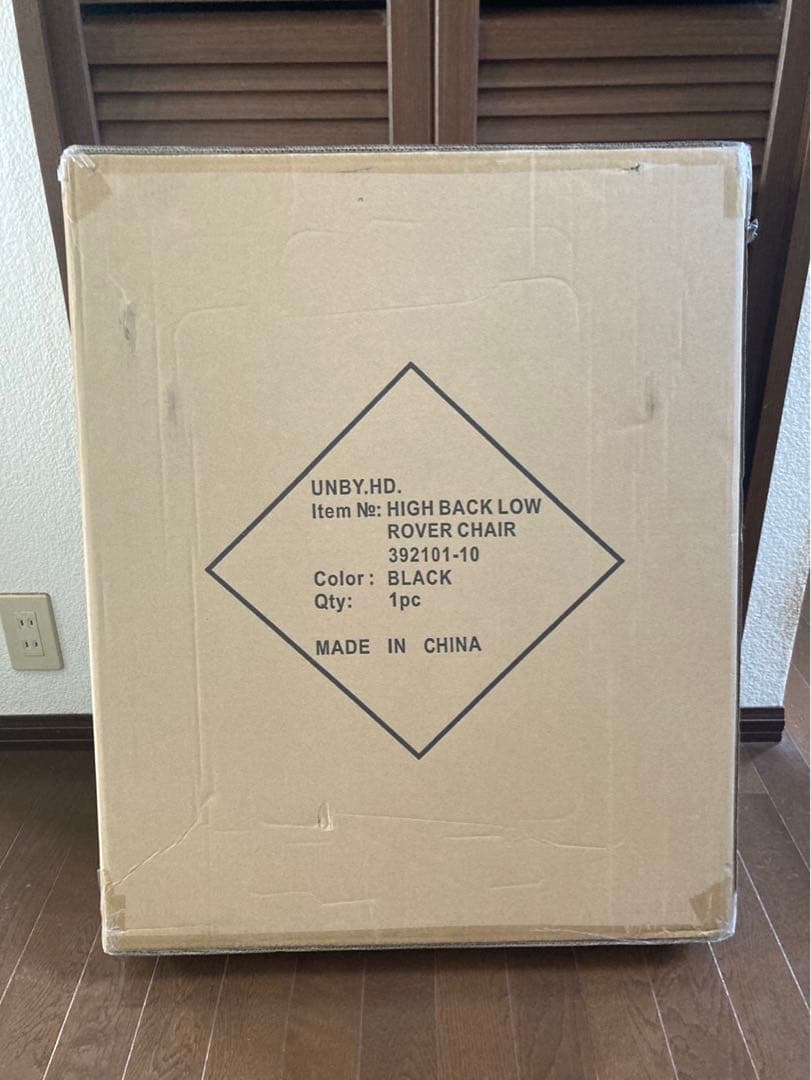 UNBY.HD.
Item №: HIGH BACK LOW
ROVER CHAIR
392101-10
Color: BLACK
Qty: 1pc
MADE IN CHINA